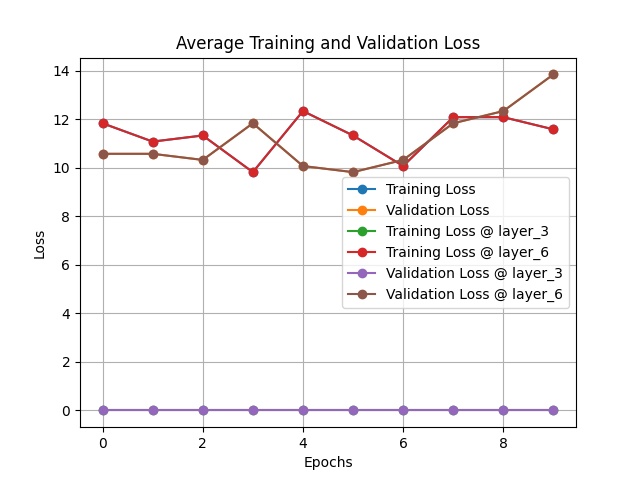 Average Training and Validation Loss
14
12
10
8
6
4
2
0
Loss
Training Loss
Validation Loss
Training Loss @ layer_3
Training Loss @ layer_6
Validation Loss @ layer_3
Validation Loss @ layer_6
0 2 4 6 8
Epochs